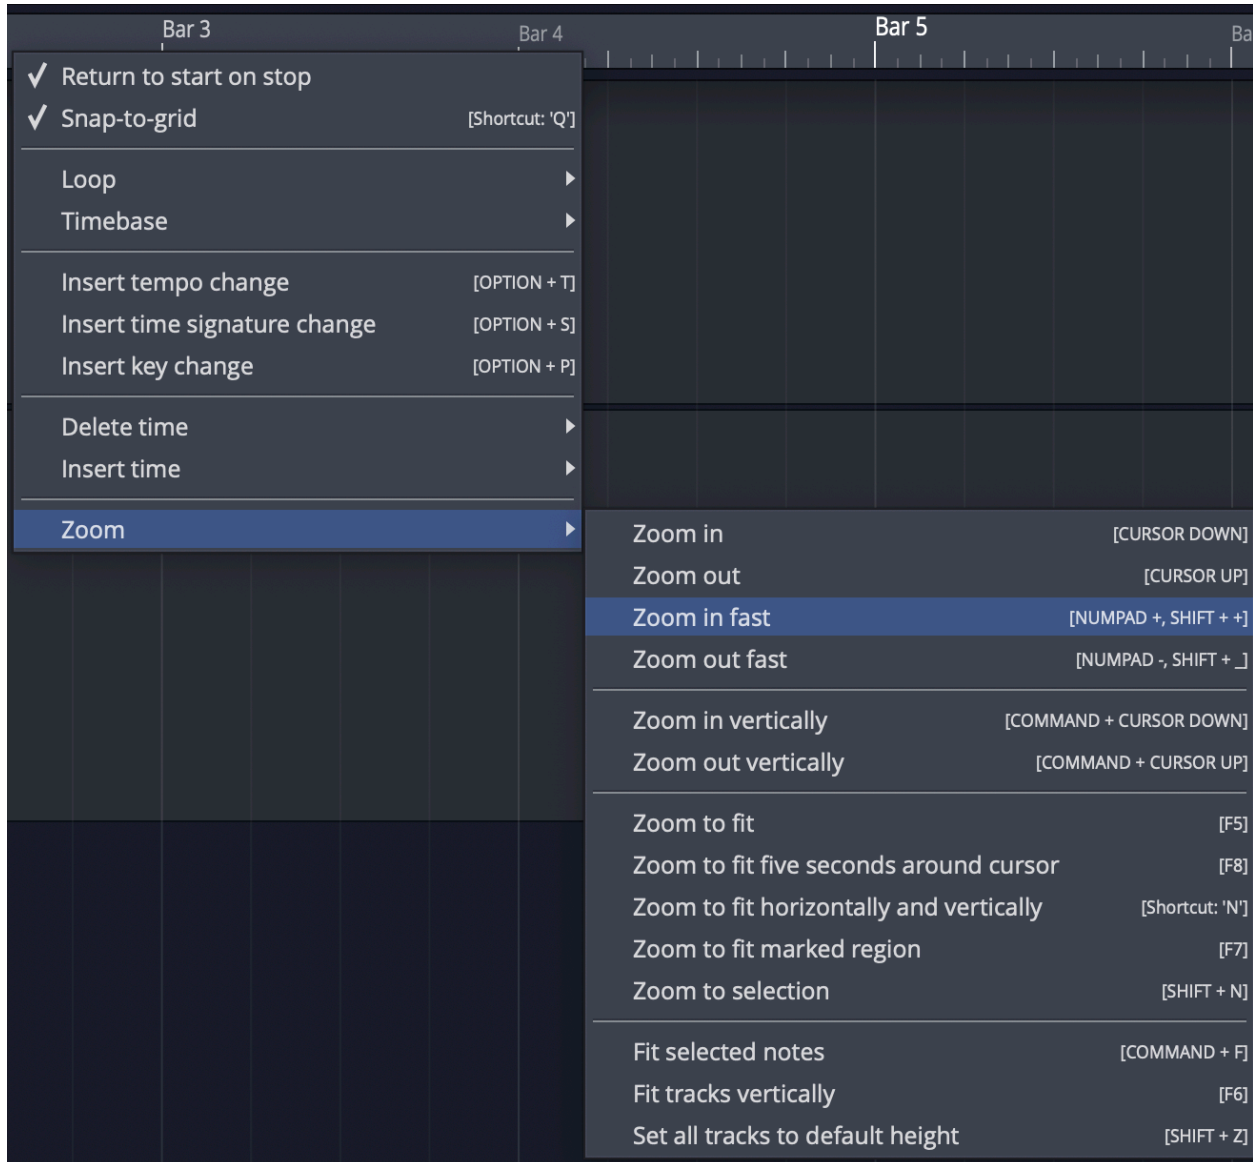 Bar 3
Bar 4
Bar 5
Ba
✓ Return to start on stop
✓ Snap-to-grid [Shortcut: 'Q']
Loop
Timebase
Insert tempo change [OPTION + T]
Insert time signature change [OPTION + S]
Insert key change [OPTION + P]
Delete time
Insert time
Zoom
Zoom in [CURSOR DOWN]
Zoom out [CURSOR UP]
Zoom in fast [NUMPAD +, SHIFT + +]
Zoom out fast [NUMPAD -, SHIFT + _]
Zoom in vertically [COMMAND + CURSOR DOWN]
Zoom out vertically [COMMAND + CURSOR UP]
Zoom to fit [F5]
Zoom to fit five seconds around cursor [F8]
Zoom to fit horizontally and vertically [Shortcut: 'N']
Zoom to fit marked region [F7]
Zoom to selection [SHIFT + N]
Fit selected notes [COMMAND + F]
Fit tracks vertically [F6]
Set all tracks to default height [SHIFT + Z]